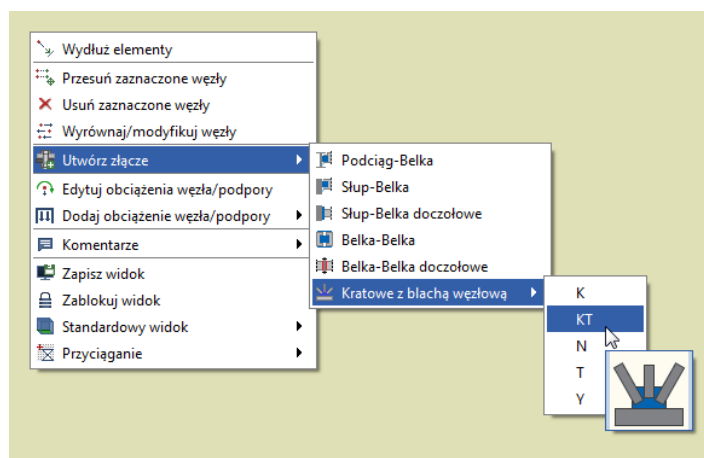 Wydłuż elementy
Przesuń zaznaczone węzły
Usuń zaznaczone węzły
Wyrównaj/modyfikuj węzły
Utwórz złącze
Edytuj obciążenia węzła/podpory
Dodaj obciążenie węzła/podpory
Komentarze
Zapisz widok
Zablokuj widok
Standardowy widok
Przyciąganie
Podciąg-Belka
Słup-Belka
Słup-Belka doczołowe
Belka-Belka
Belka-Belka doczołowe
Kratowe z blachą węzłową
K
KT
N
T
Y